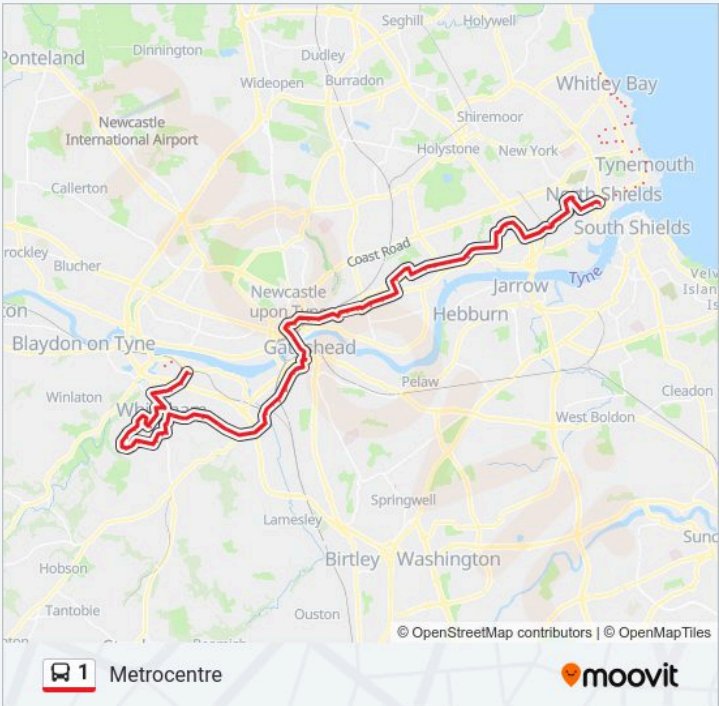 Seghill
Holywell
Ponteland
Dinnington
Dudley
Wideopen
Burradon
Whitley Bay
Newcastle
International Airport
Shiremoor
Holystone
New York
Tynemouth
Callerton
North Shields
South Shields
Coast Road
rockley
Blucher
Tyne
Jarrow
Newcastle
upon Tyne
Hebburn
Blaydon on Tyne
Gateshead
Pelaw
Winlaton
Cleadon
West Boldon
Springwell
Lamesley
Birtley
Washington
Hobson
Tantobie
Ouston
© OpenStreetMap contributors | © OpenMapTiles
1 Metrocentre
moovit